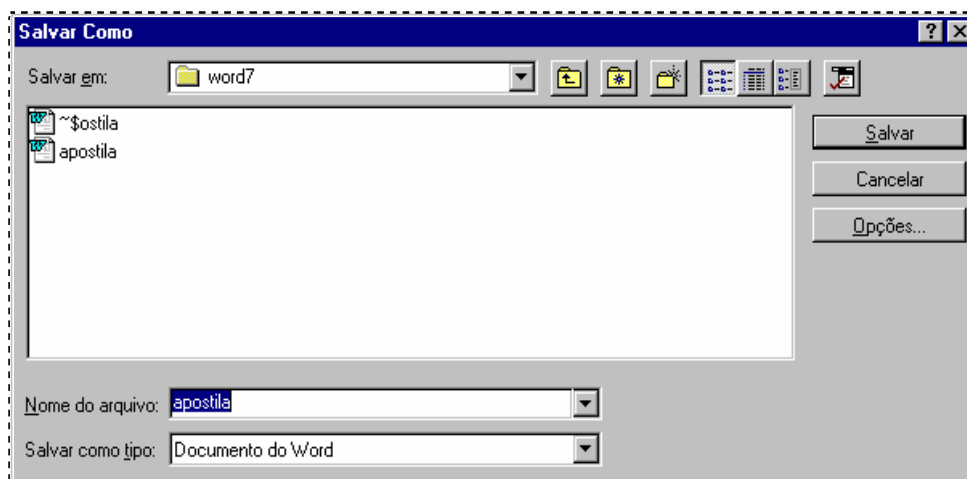 Salvar Como
Salvar em: word7
~$ostila
apostila
Salvar
Cancelar
Opções...
Nome do arquivo: apostila
Salvar como tipo: Documento do Word